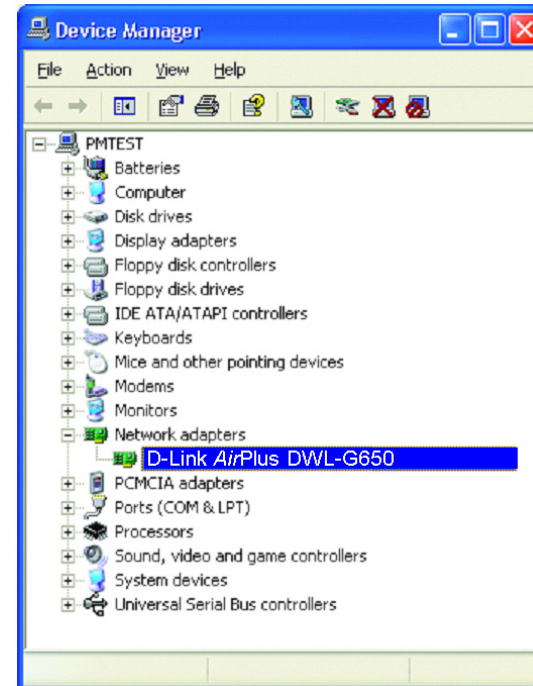 Device Manager
File Action View Help
PMTEST
Batteries
Computer
Disk drives
Display adapters
Floppy disk controllers
Floppy disk drives
IDE ATA/ATAPI controllers
Keyboards
Mice and other pointing devices
Modems
Monitors
Network adapters
D-Link AirPlus DWL-G650
PCMCIA adapters
Ports (COM & LPT)
Processors
Sound, video and game controllers
System devices
Universal Serial Bus controllers